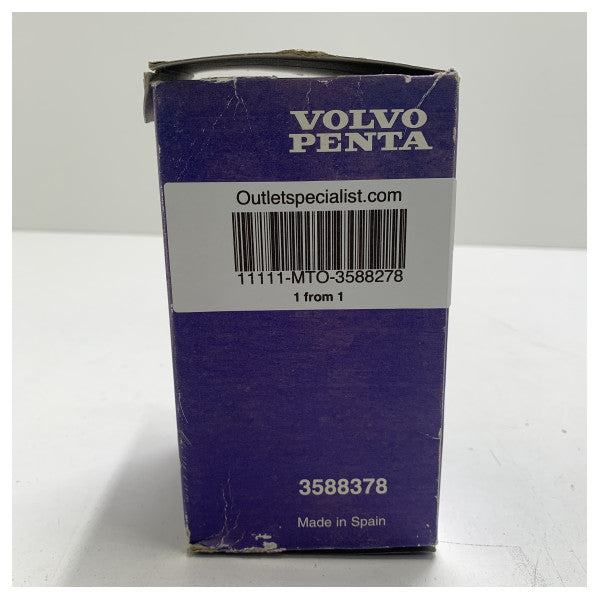 VOLVO
PENTA
Outletspecialist.com
11111-MTO-3588278
1 from 1
3588378
Made in Spain